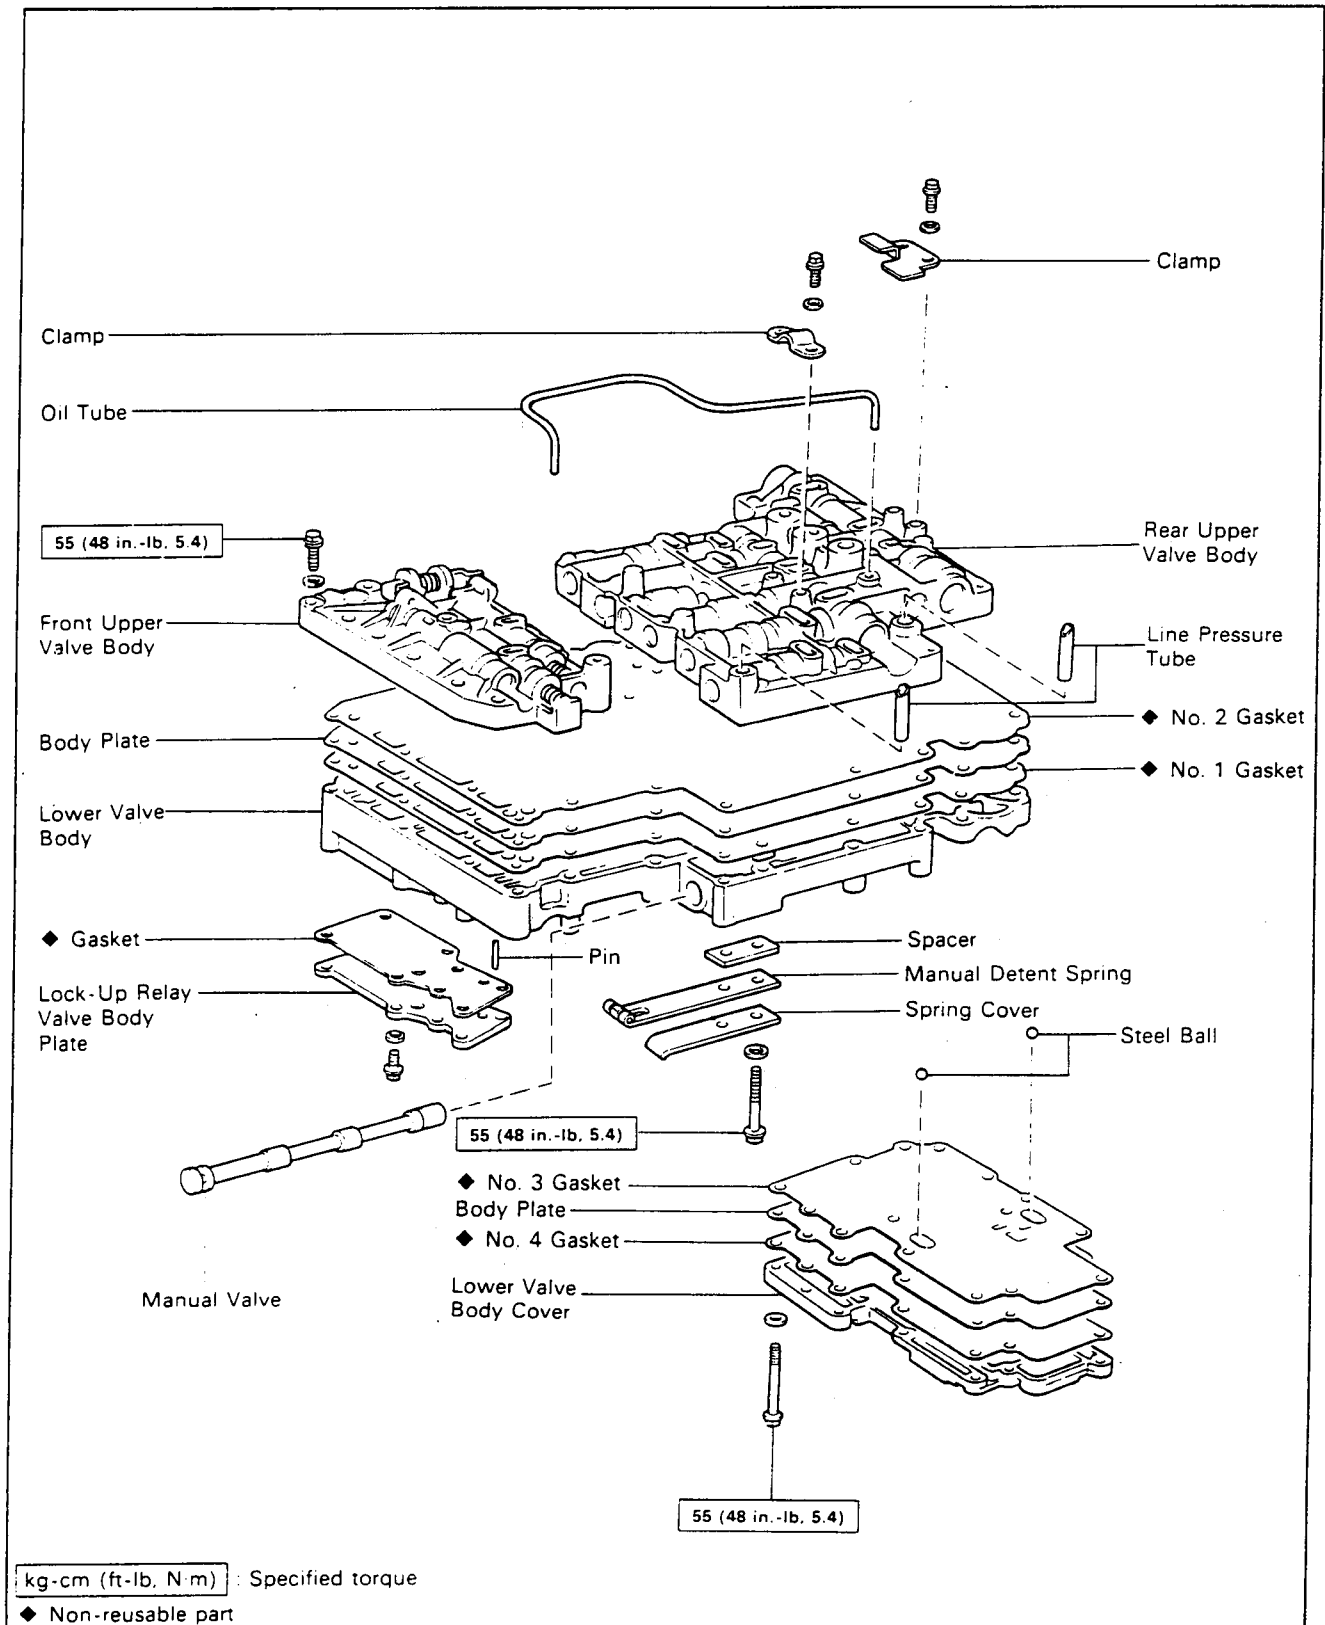 Clamp
Clamp
Oil Tube
55 (48 in.-lb, 5.4)
Rear Upper
Valve Body
Front Upper
Valve Body
Line Pressure
Tube
◆ No. 2 Gasket
Body Plate
◆ No. 1 Gasket
Lower Valve
Body
◆ Gasket
Pin
Spacer
Manual Detent Spring
Lock-Up Relay
Valve Body
Plate
Spring Cover
Steel Ball
55 (48 in.-lb, 5.4)
◆ No. 3 Gasket
Body Plate
◆ No. 4 Gasket
Manual Valve
Lower Valve
Body Cover
55 (48 in.-lb, 5.4)
kg-cm (ft-lb, N·m) : Specified torque
◆ Non-reusable part